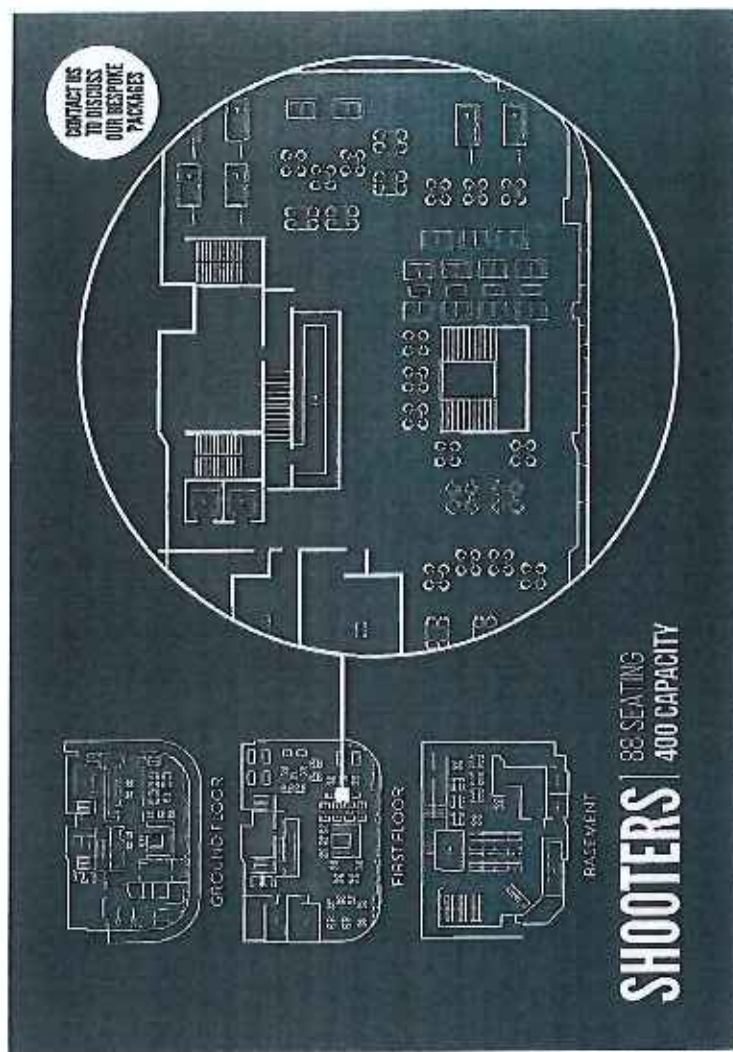 CONTACT US
TO DISCUSS
OUR BESPOKE
PACKAGES
GROUND FLOOR
FIRST FLOOR
BASEMENT
SHOOTERS | 88 SEATING
400 CAPACITY